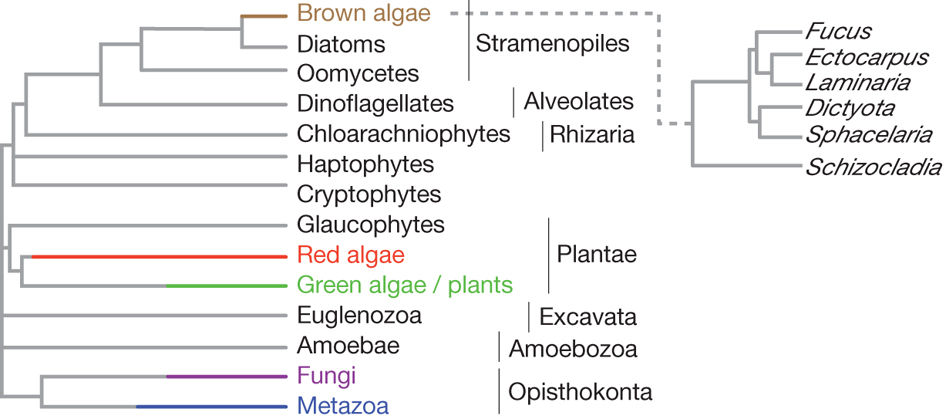 Brown algae
Diatoms
Oomycetes
Dinoflagellates
Chloarachniophytes
Haptophytes
Cryptophytes
Glaucophytes
Red algae
Green algae / plants
Euglenozoa
Amoebae
Fungi
Metazoa
Stramenopiles
Alveolates
Rhizaria
Plantae
Excavata
Amoebozoa
Opisthokonta
Fucus
Ectocarpus
Laminaria
Dictyota
Sphacelaria
Schizocladia